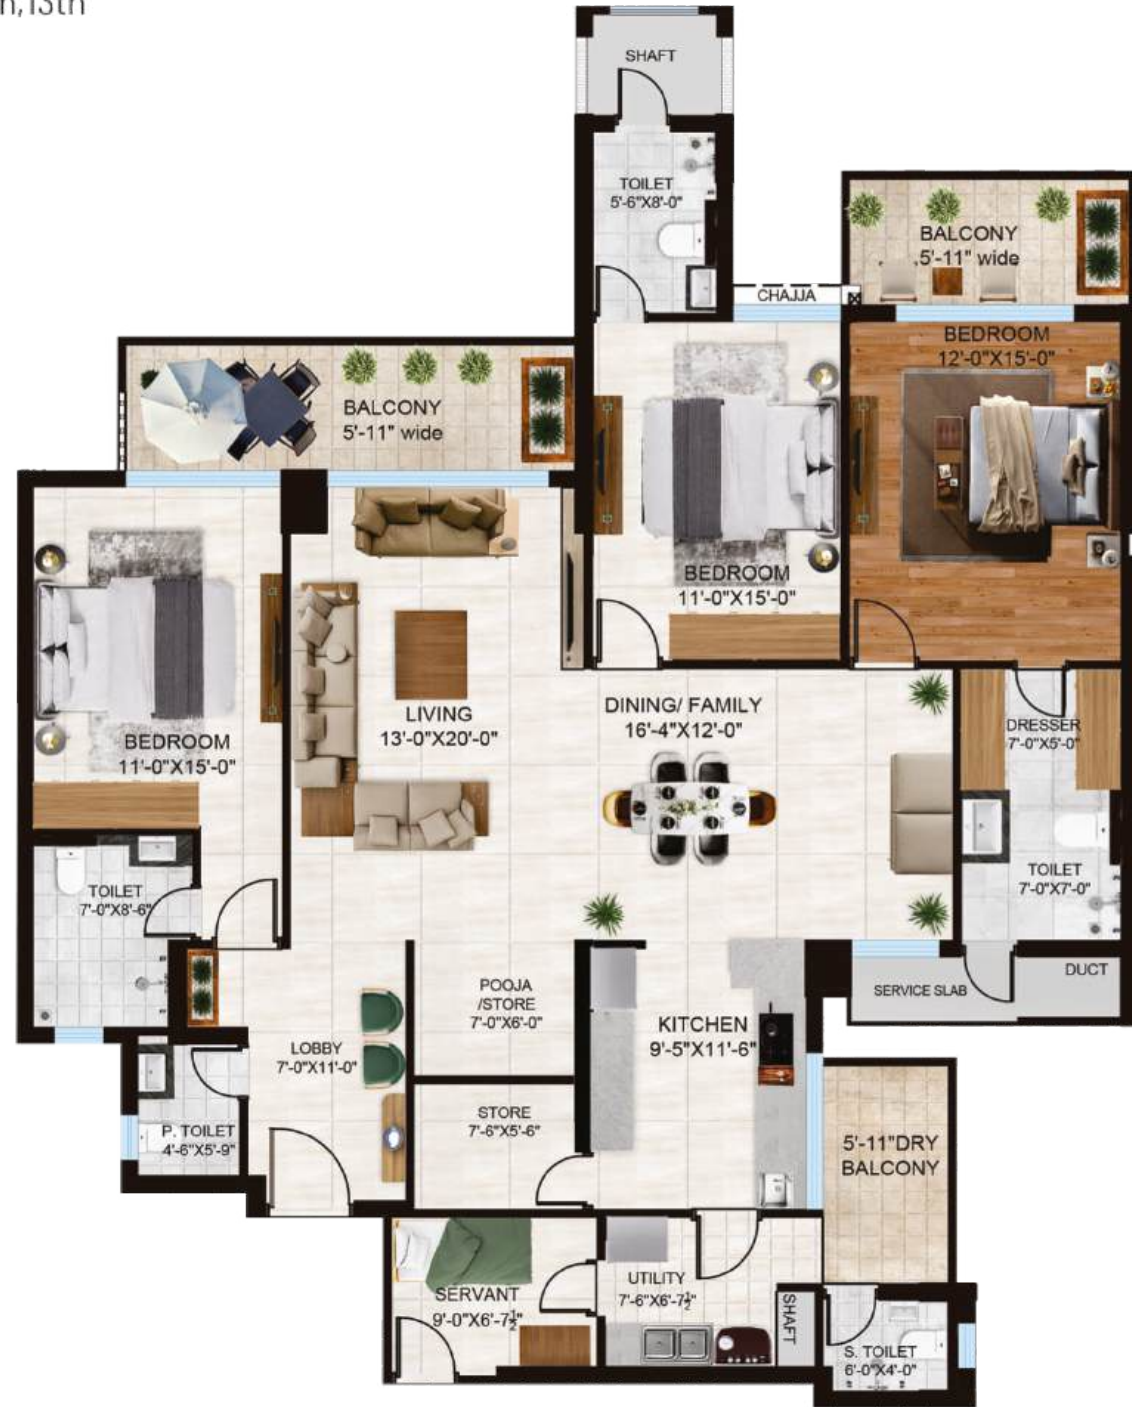 SHAFT
TOILET
5'-6"X8'-0"
BALCONY
5'-11" wide
CHAJJA
BEDROOM
12'-0"X15'-0"
BALCONY
5'-11" wide
BEDROOM
11'-0"X15'-0"
LIVING
13'-0"X20'-0"
DINING/ FAMILY
16'-4"X12'-0"
DRESSER
7'-0"X5'-0"
BEDROOM
11'-0"X15'-0"
TOILET
7'-0"X8'-6"
TOILET
7'-0"X7'-0"
POOJA
/STORE
7'-0"X6'-0"
SERVICE SLAB
DUCT
KITCHEN
9'-5"X11'-6"
LOBBY
7'-0"X11'-0"
STORE
7'-6"X5'-6"
P. TOILET
4'-6"X5'-9"
5'-11"DRY
BALCONY
SERVANT
9'-0"X6'-7½"
UTILITY
7'-6"X6'-7½"
SHAFT
S. TOILET
6'-0"X4'-0"